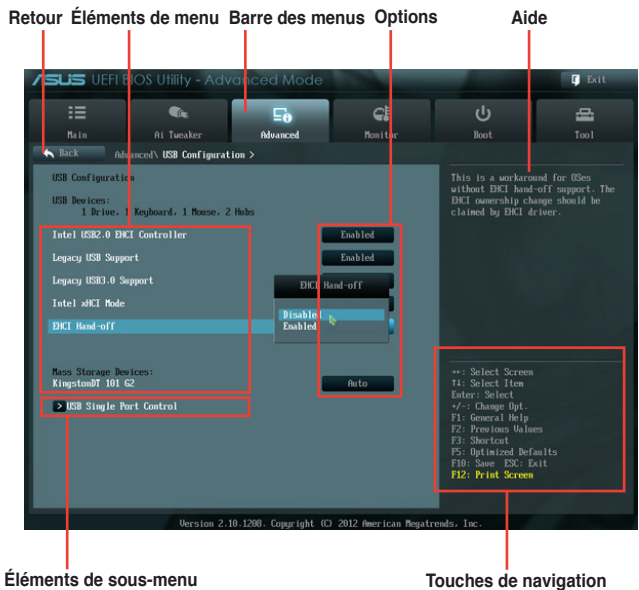 Retour Éléments de menu Barre des menus Options Aide
ASUS UEFI BIOS Utility - Advanced Mode
Exit
Main Ai Tweaker Advanced Monitor Boot Tool
Back Advanced\ USB Configuration >
USB Configuration
USB Devices:
1 Drive, 1 Keyboard, 1 Mouse, 2 Hubs
Intel USB2.0 EHCI Controller Enabled
Legacy USB Support Enabled
Legacy USB3.0 Support
Intel xHCI Mode
EHCI Hand-off
EHCI Hand-off
Disabled
Enabled
Mass Storage Devices:
KingstonDT 101 G2 Auto
> USB Single Port Control
This is a workaround for OSes
without EHCI hand-off support. The
EHCI ownership change should be
claimed by EHCI driver.
→←: Select Screen
↑↓: Select Item
Enter: Select
+/-: Change Opt.
F1: General Help
F2: Previous Values
F3: Shortcut
F5: Optimized Defaults
F10: Save ESC: Exit
F12: Print Screen
Version 2.10.1208. Copyright (C) 2012 American Megatrends, Inc.
Éléments de sous-menu
Touches de navigation